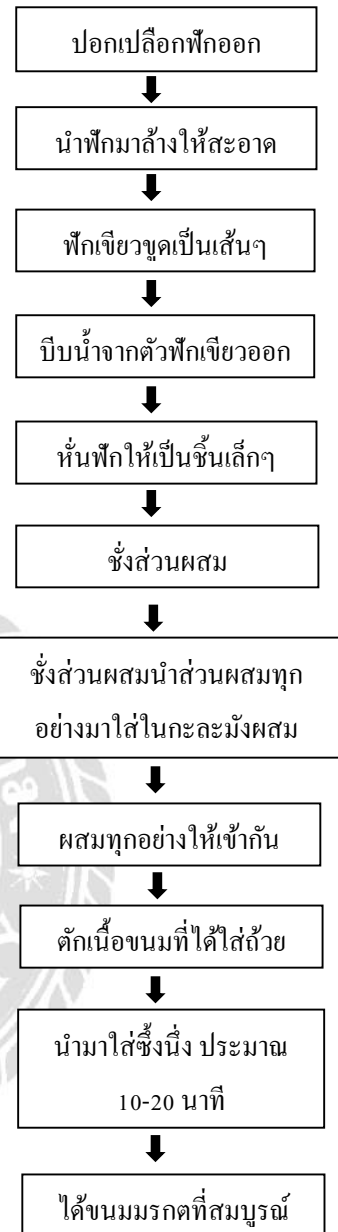 ปอกเปลือกฟักออก
นำฟักมาล้างให้สะอาด
ฟักเขียวขูดเป็นเส้นๆ
บีบน้ำจากตัวฟักเขียวออก
หั่นฟักให้เป็นชิ้นเล็กๆ
ชั่งส่วนผสม
ชั่งส่วนผสมนำส่วนผสมทุก
อย่างมาใส่ในกะละมังผสม
ผสมทุกอย่างให้เข้ากัน
ตักเนื้อขนมที่ได้ใส่ถ้วย
นำมาใส่ซึ้งนึ่ง ประมาณ
10-20 นาที
ได้ขนมมรกตที่สมบูรณ์